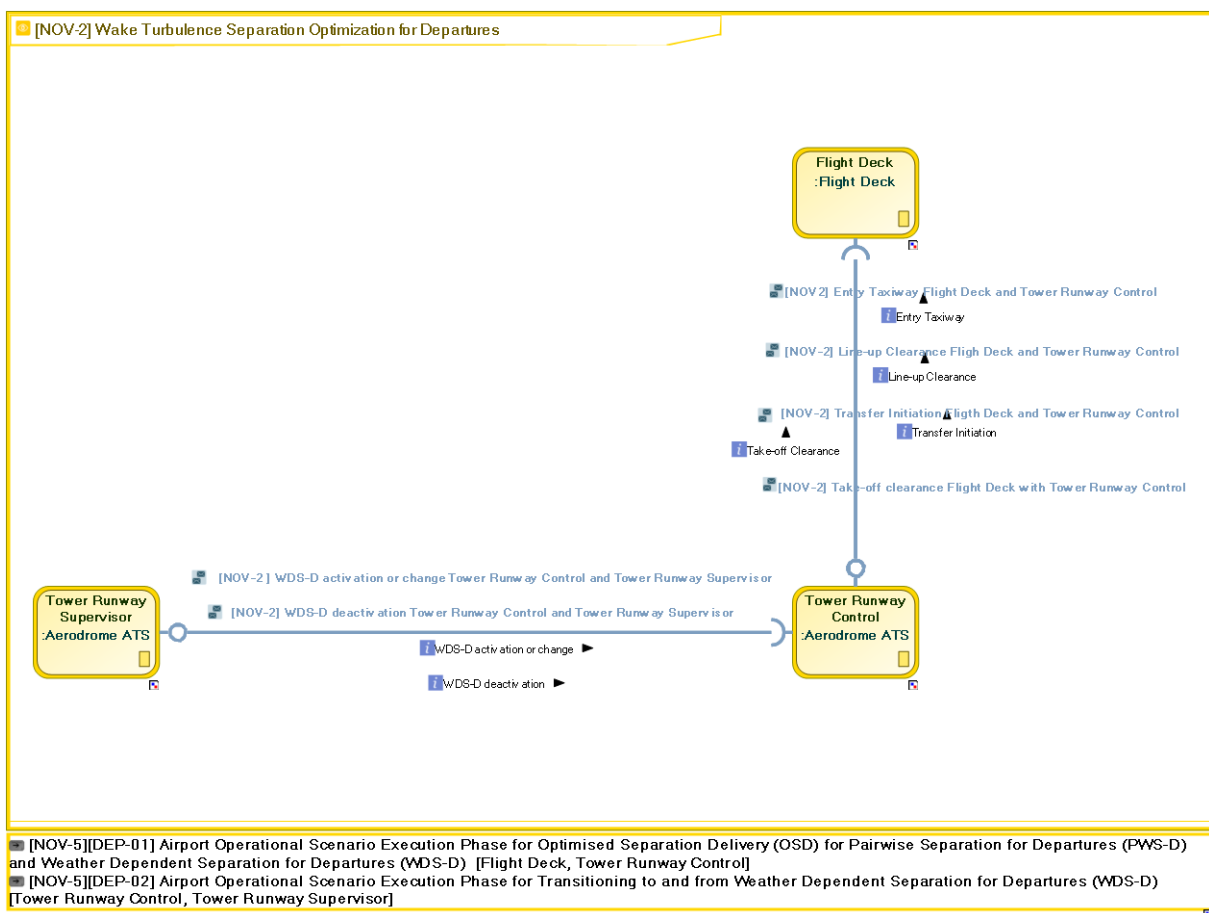 [NOV-2] Wake Turbulence Separation Optimization for Departures
Flight Deck
:Flight Deck
[NOV2] Entry Taxiway Flight Deck and Tower Runway Control
Entry Taxiway
[NOV-2] Line-up Clearance Fligh Deck and Tower Runway Control
Line-up Clearance
[NOV-2] Transfer Initiation Fligth Deck and Tower Runway Control
Take-off Clearance
Transfer Initiation
[NOV-2] Take-off clearance Flight Deck with Tower Runway Control
[NOV-2 ] WDS-D activation or change Tower Runway Control and Tower Runway Supervisor
[NOV-2] WDS-D deactivation Tower Runway Control and Tower Runway Supervisor
Tower Runway
Supervisor
:Aerodrome ATS
Tower Runway
Control
:Aerodrome ATS
WDS-D activation or change
WDS-D deactivation
[NOV-5][DEP-01] Airport Operational Scenario Execution Phase for Optimised Separation Delivery (OSD) for Pairwise Separation for Departures (PWS-D)
and Weather Dependent Separation for Departures (WDS-D) [Flight Deck, Tower Runway Control]
[NOV-5][DEP-02] Airport Operational Scenario Execution Phase for Transitioning to and from Weather Dependent Separation for Departures (WDS-D)
[Tower Runway Control, Tower Runway Supervisor]